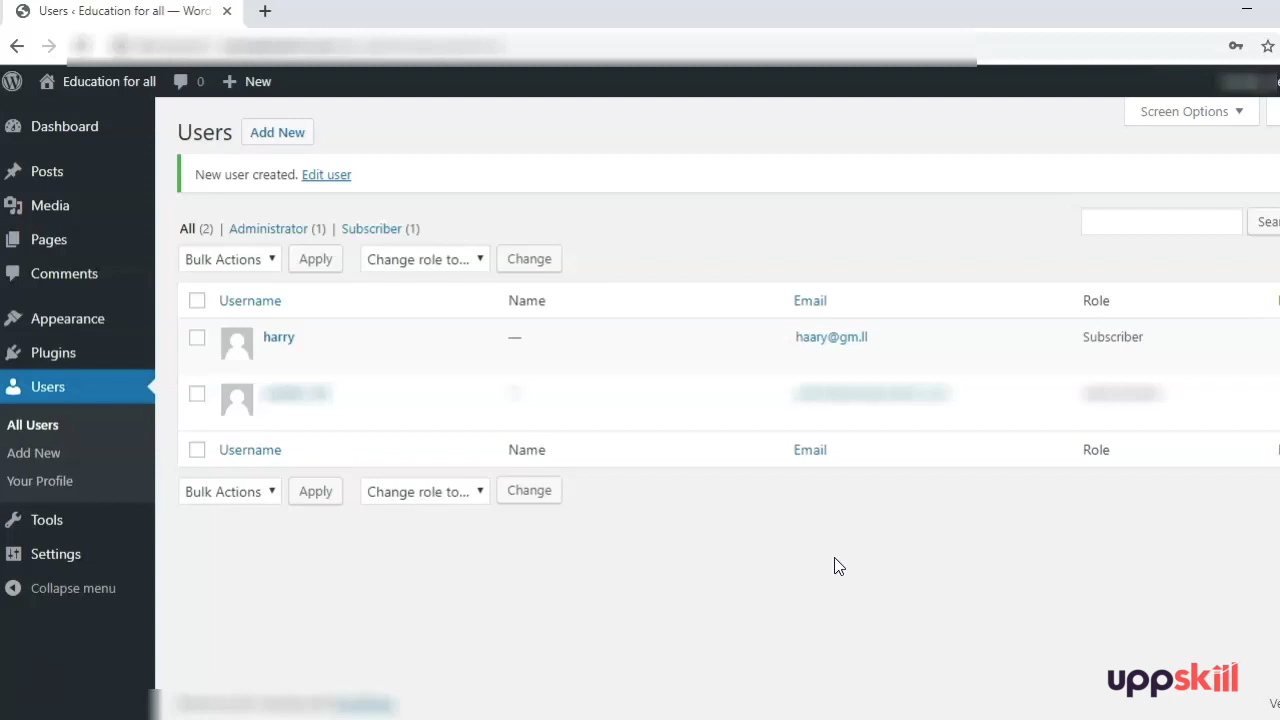 Users ‹ Education for all — Word
Education for all 0 New
Dashboard
Posts
Media
Pages
Comments
Appearance
Plugins
Users
All Users
Add New
Your Profile
Tools
Settings
Collapse menu
Screen Options
Users Add New
New user created. Edit user
All (2) | Administrator (1) | Subscriber (1)
Bulk Actions Apply Change role to... Change
Username Name Email Role
harry — haary@gm.ll Subscriber
Username Name Email Role
Bulk Actions Apply Change role to... Change
uppskill